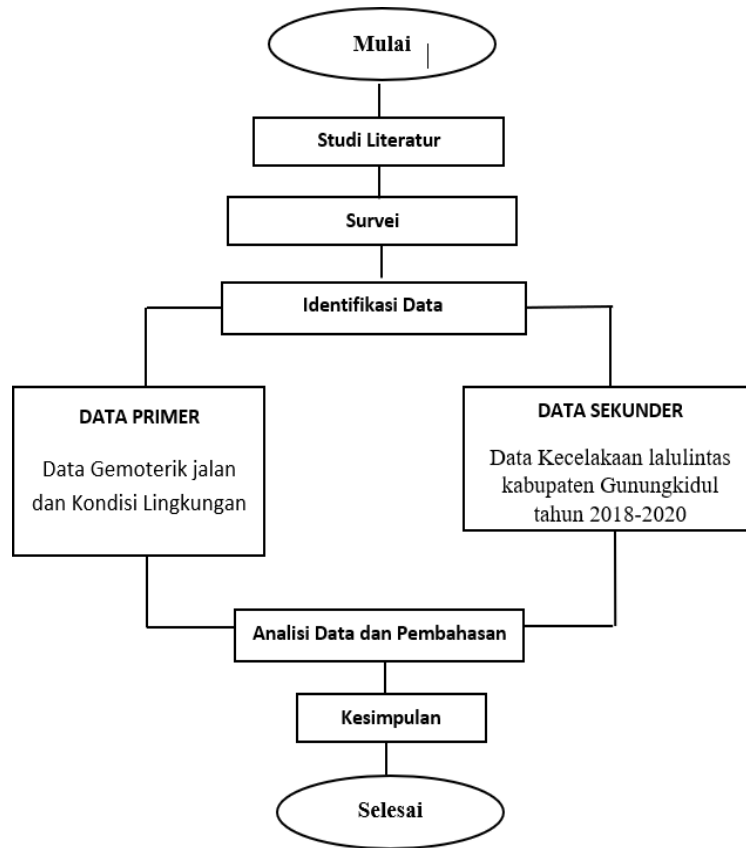 Mulai
Studi Literatur
Survei
Identifikasi Data
DATA PRIMER
Data Gemoterik jalan
dan Kondisi Lingkungan
DATA SEKUNDER
Data Kecelakaan lalulintas
kabupaten Gunungkidul
tahun 2018-2020
Analisi Data dan Pembahasan
Kesimpulan
Selesai